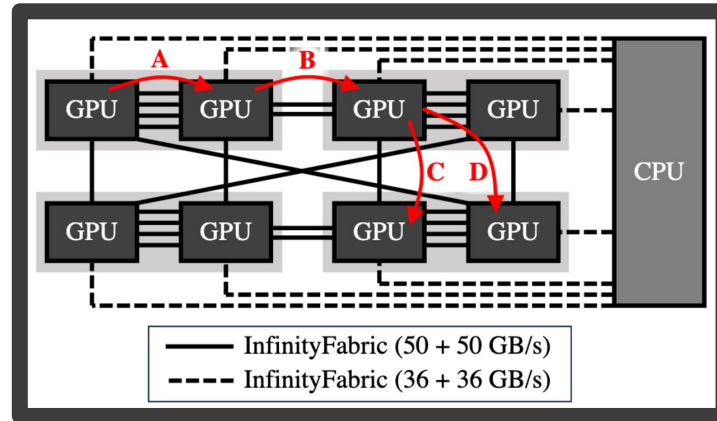 A B
GPU GPU GPU GPU
C D CPU
GPU GPU GPU GPU
InfinityFabric (50 + 50 GB/s)
InfinityFabric (36 + 36 GB/s)